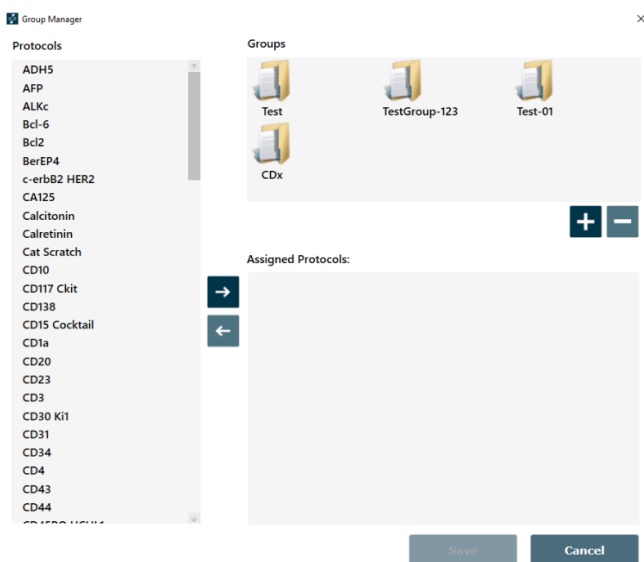 Group Manager
Protocols
ADH5
AFP
ALKc
Bcl-6
Bcl2
BerEP4
c-erbB2 HER2
CA125
Calcitonin
Calretinin
Cat Scratch
CD10
CD117 Ckit
CD138
CD15 Cocktail
CD1a
CD20
CD23
CD3
CD30 Ki1
CD31
CD34
CD4
CD43
CD44
Groups
Test
TestGroup-123
Test-01
CDx
Assigned Protocols:
Save
Cancel